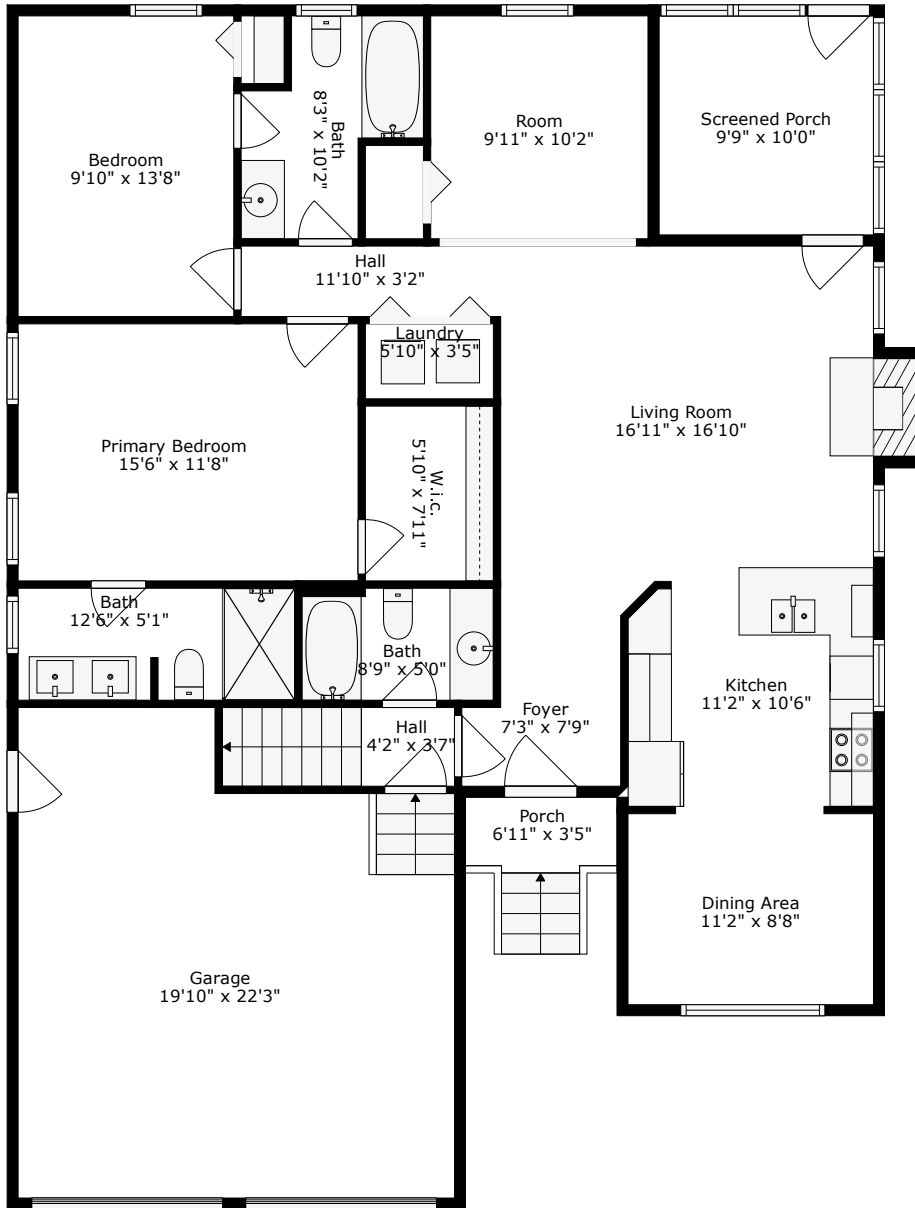 Bedroom
9'10" x 13'8"
Bath
8'3" x 10'2"
Room
9'11" x 10'2"
Screened Porch
9'9" x 10'0"
Hall
11'10" x 3'2"
Laundry
5'10" x 3'5"
Living Room
16'11" x 16'10"
Primary Bedroom
15'6" x 11'8"
W.i.c.
5'10" x 7'11"
Bath
12'6" x 5'1"
Bath
8'9" x 5'0"
Kitchen
11'2" x 10'6"
Foyer
7'3" x 7'9"
Hall
4'2" x 3'7"
Porch
6'11" x 3'5"
Dining Area
11'2" x 8'8"
Garage
19'10" x 22'3"